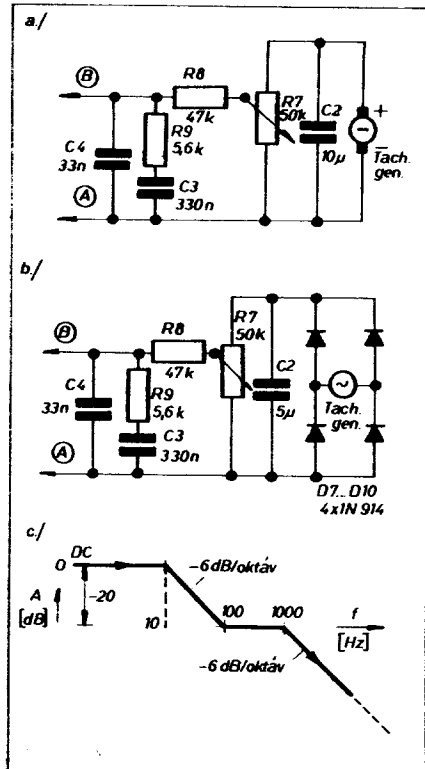 a./
B
R8
47k
R7
50k
C2
10µ
+
−
Tach.
gen.
R9
5,6k
C4
33n
C3
330n
A
b./
B
R8
47k
R7
50k
C2
5µ
~
Tach.
gen.
C4
33n
R9
5,6k
C3
330n
A
D7...D10
4x1N 914
c./
0 DC
-6 dB/oktáv
A
[dB]
-20
10
100
1000
f
[Hz]
-6 dB/oktáv